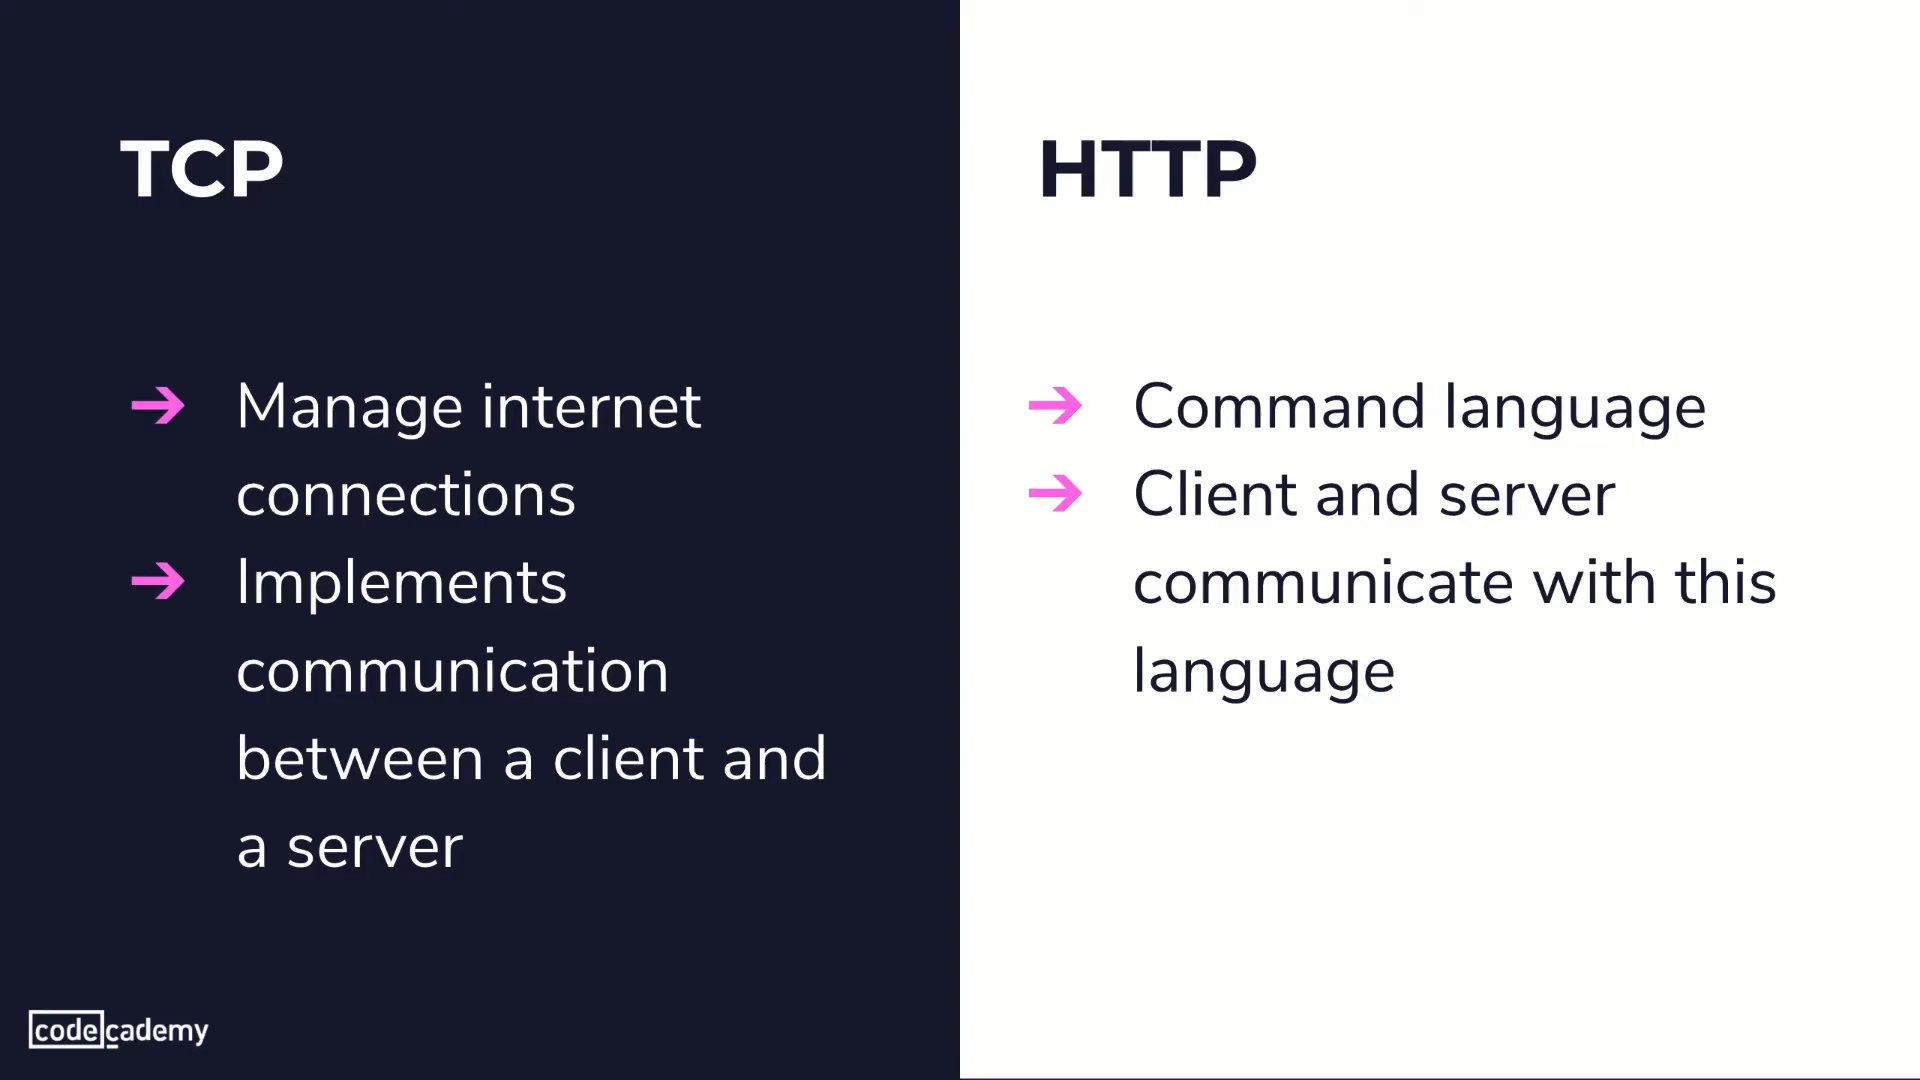 TCP
➔ Manage internet
connections
➔ Implements
communication
between a client and
a server
HTTP
➔ Command language
➔ Client and server
communicate with this
language
codecademy